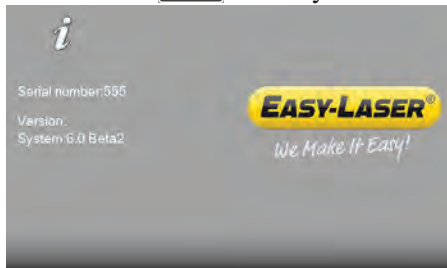 i
Serial number:555
Version:
System:6.0 Beta2
EASY-LASER®
We Make It Easy!